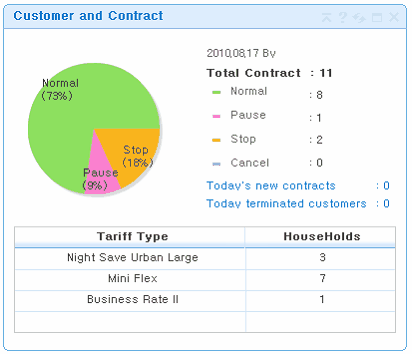 Customer and Contract
2010,08,17 By
Total Contract : 11
Normal : 8
Pause : 1
Stop : 2
Cancel : 0
Today's new contracts : 0
Today terminated customers : 0
Normal
(73%)
Stop
(18%)
Pause
(9%)
Tariff Type HouseHolds
Night Save Urban Large 3
Mini Flex 7
Business Rate II 1